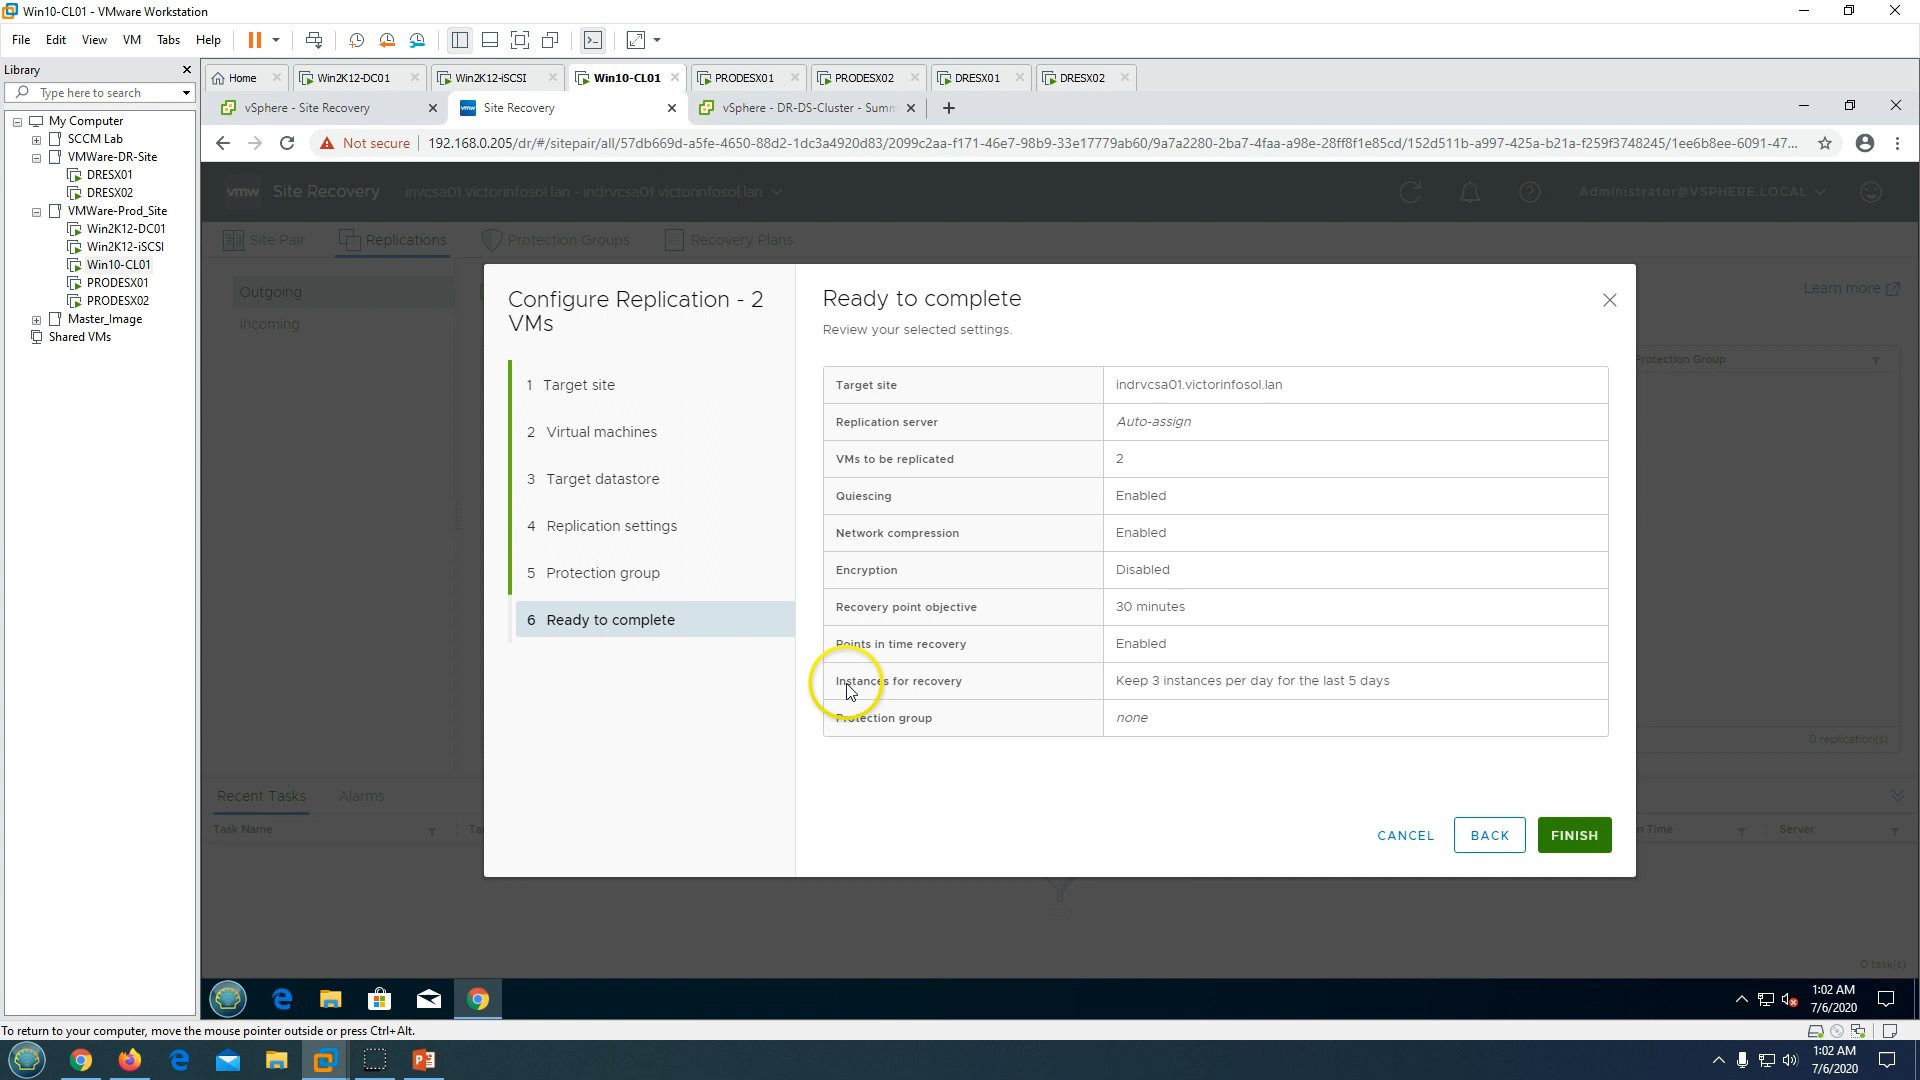 Win10-CL01 - VMware Workstation
File Edit View VM Tabs Help
Library
Type here to search
My Computer
SCCM Lab
VMWare-DR-Site
DRESX01
DRESX02
VMWare-Prod_Site
Win2K12-DC01
Win2K12-iSCSI
Win10-CL01
PRODESX01
PRODESX02
Master_Image
Shared VMs
Home Win2K12-DC01 Win2K12-iSCSI Win10-CL01 PRODESX01 PRODESX02 DRESX01 DRESX02
vSphere - Site Recovery vmw Site Recovery vSphere - DR-DS-Cluster - Summ
Not secure 192.168.0.205/dr/#/sitepair/all/57db669d-a5fe-4650-88d2-1dc3a4920d83/2099c2aa-f171-46e7-98b9-33e17779ab60/9a7a2280-2ba7-4faa-a98e-28ff8f1e85cd/152d511b-a997-425a-b21a-f259f3748245/1ee6b8ee-6091-47...
vmw Site Recovery invcsa01.victorinfosol.lan - indrvcsa01.victorinfosol.lan Administrator@VSPHERE.LOCAL
Site Pair Replications Protection Groups Recovery Plans
Outgoing
Incoming
Learn more
Protection Group
0 replication(s)
Configure Replication - 2
VMs
1 Target site
2 Virtual machines
3 Target datastore
4 Replication settings
5 Protection group
6 Ready to complete
Ready to complete
Review your selected settings.
Target site indrvcsa01.victorinfosol.lan
Replication server Auto-assign
VMs to be replicated 2
Quiescing Enabled
Network compression Enabled
Encryption Disabled
Recovery point objective 30 minutes
Points in time recovery Enabled
Instances for recovery Keep 3 instances per day for the last 5 days
Protection group none
CANCEL BACK FINISH
Recent Tasks Alarms
Task Name Ta n Time Server
0 task(s)
1:02 AM
7/6/2020
To return to your computer, move the mouse pointer outside or press Ctrl+Alt.
1:02 AM
7/6/2020